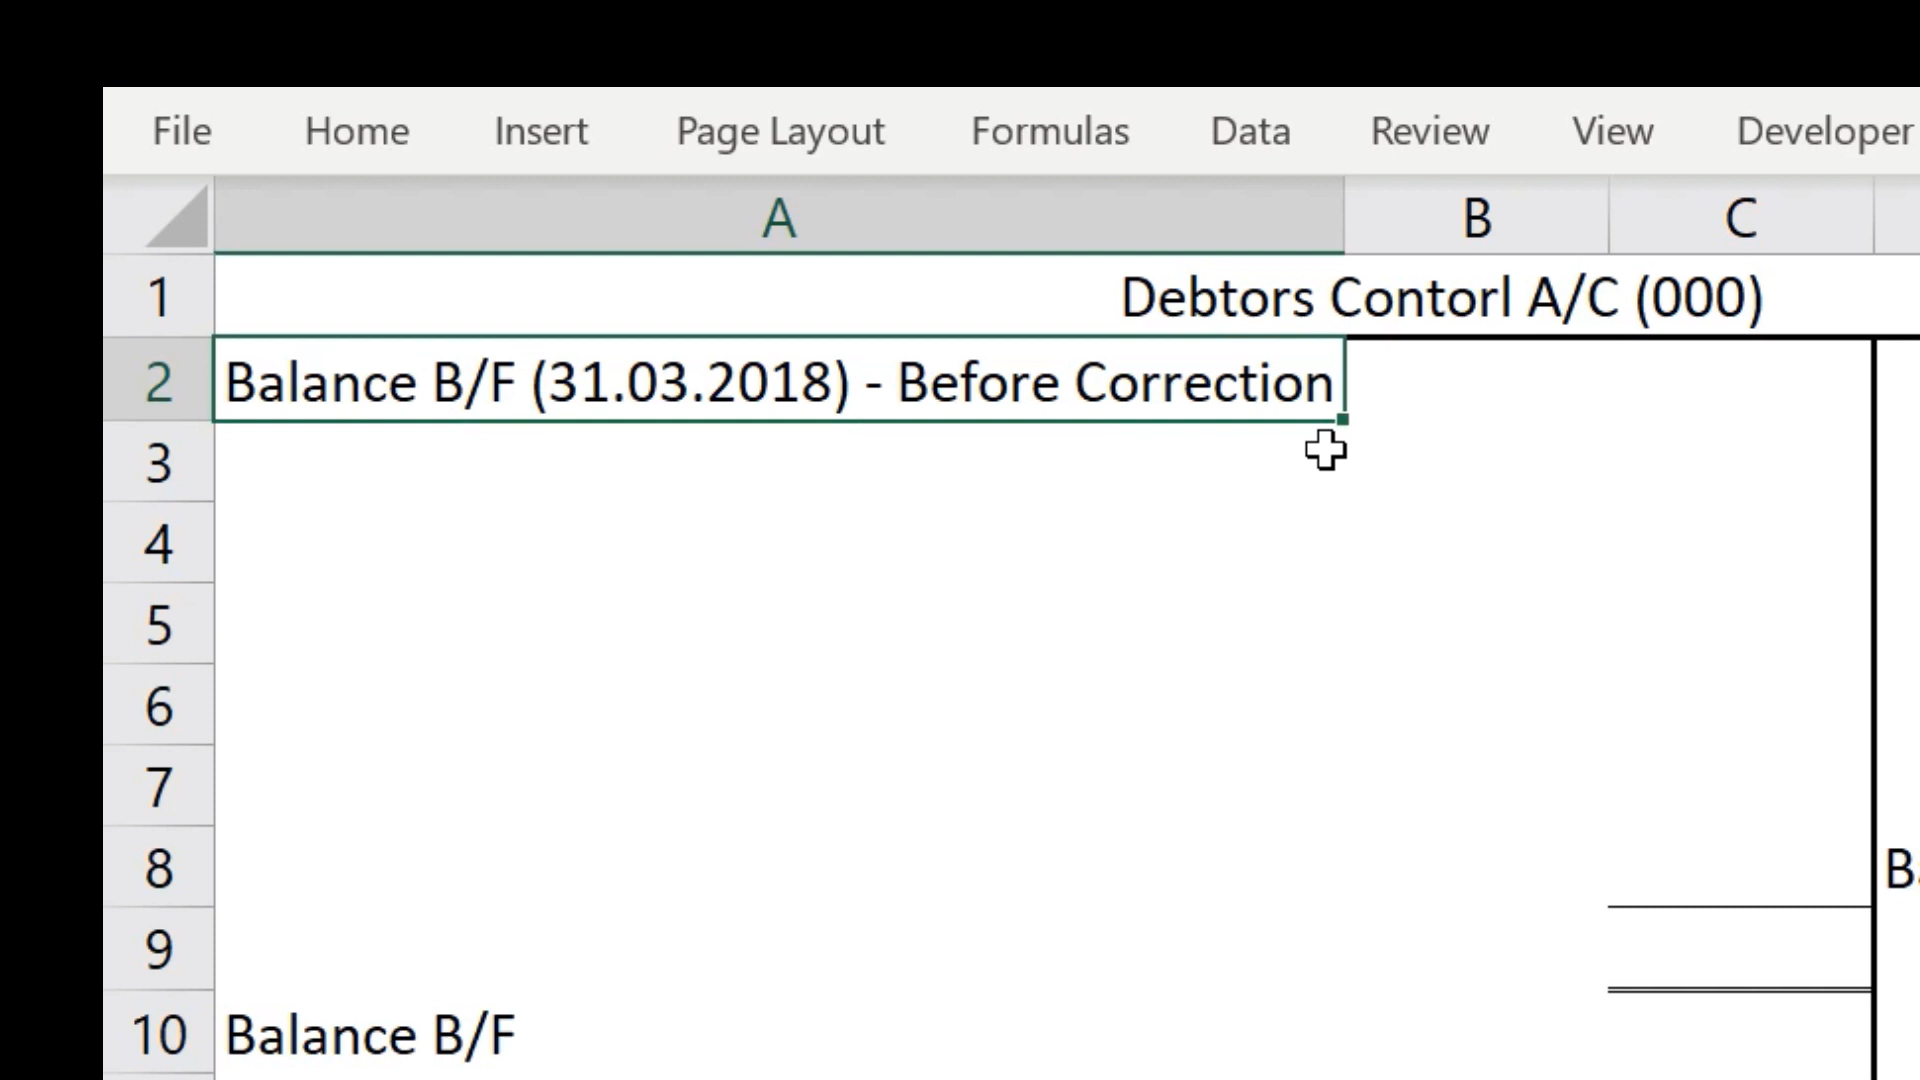 File Home Insert Page Layout Formulas Data Review View Developer
A B C
1 Debtors Contorl A/C (000)
2 Balance B/F (31.03.2018) - Before Correction
3
4
5
6
7
8
9
10 Balance B/F